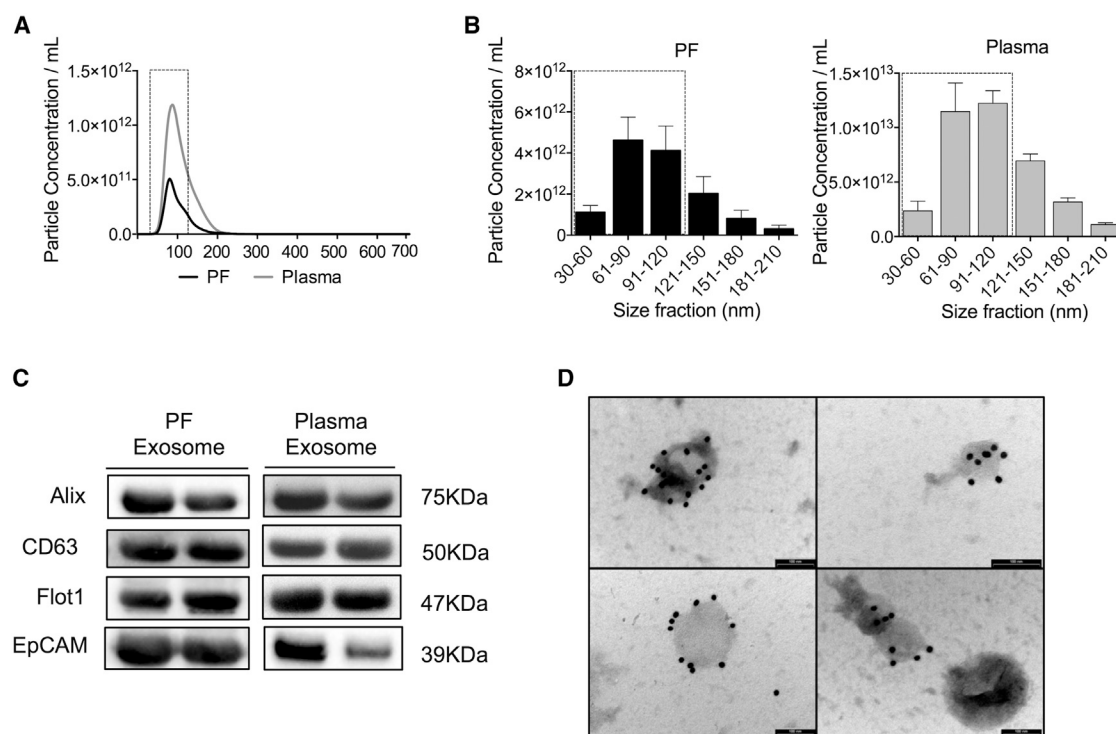 A
Particle Concentration / mL
1.5×10¹²
1.0×10¹²
5.0×10¹¹
0.0
100 200 300 400 500 600 700
PF Plasma
B
PF
Particle Concentration / mL
8×10¹²
6×10¹²
4×10¹²
2×10¹²
0
30-60 61-90 91-120 121-150 151-180 181-210
Size fraction (nm)
Plasma
Particle Concentration / mL
1.5×10¹³
1.0×10¹³
5.0×10¹²
0.0
30-60 61-90 91-120 121-150 151-180 181-210
Size fraction (nm)
C
PF
Exosome
Plasma
Exosome
Alix 75KDa
CD63 50KDa
Flot1 47KDa
EpCAM 39KDa
D